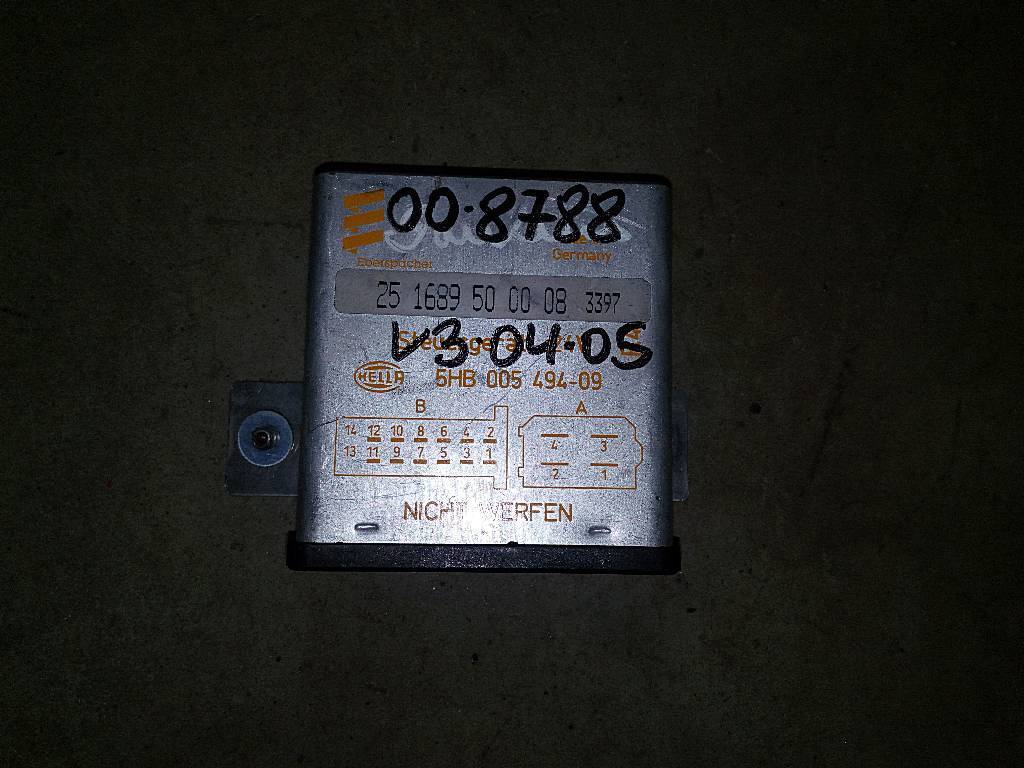 00-8788
Eberspächer
Germany
25 1689 50 00 08 3397
V3-04-05
Steuergerät 24V
HELLA 5HB 005 494-09
B A
14 12 10 8 6 4 2
13 11 9 7 5 3 1
4 3
2 1
NICHT WERFEN